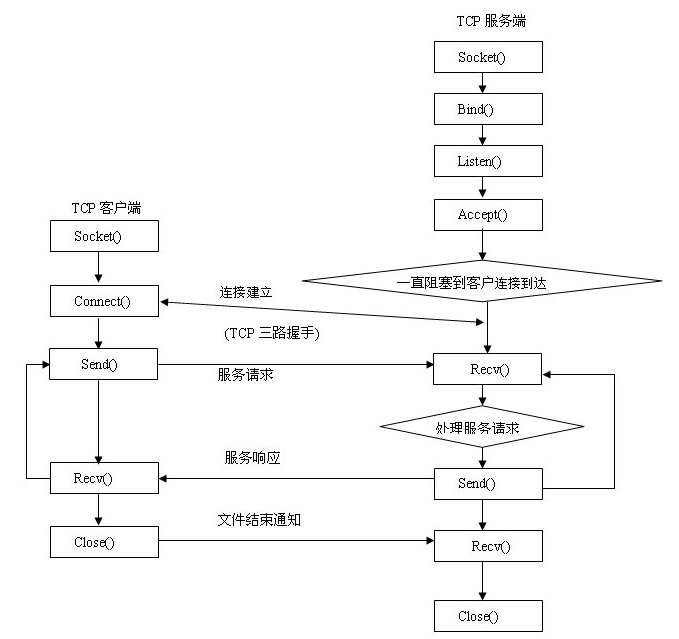 TCP 服务端
Socket()
Bind()
Listen()
Accept()
一直阻塞到客户连接到达
TCP 客户端
Socket()
Connect()
连接建立
(TCP 三路握手)
Send()
服务请求
Recv()
处理服务请求
服务响应
Recv()
Send()
文件结束通知
Close()
Recv()
Close()